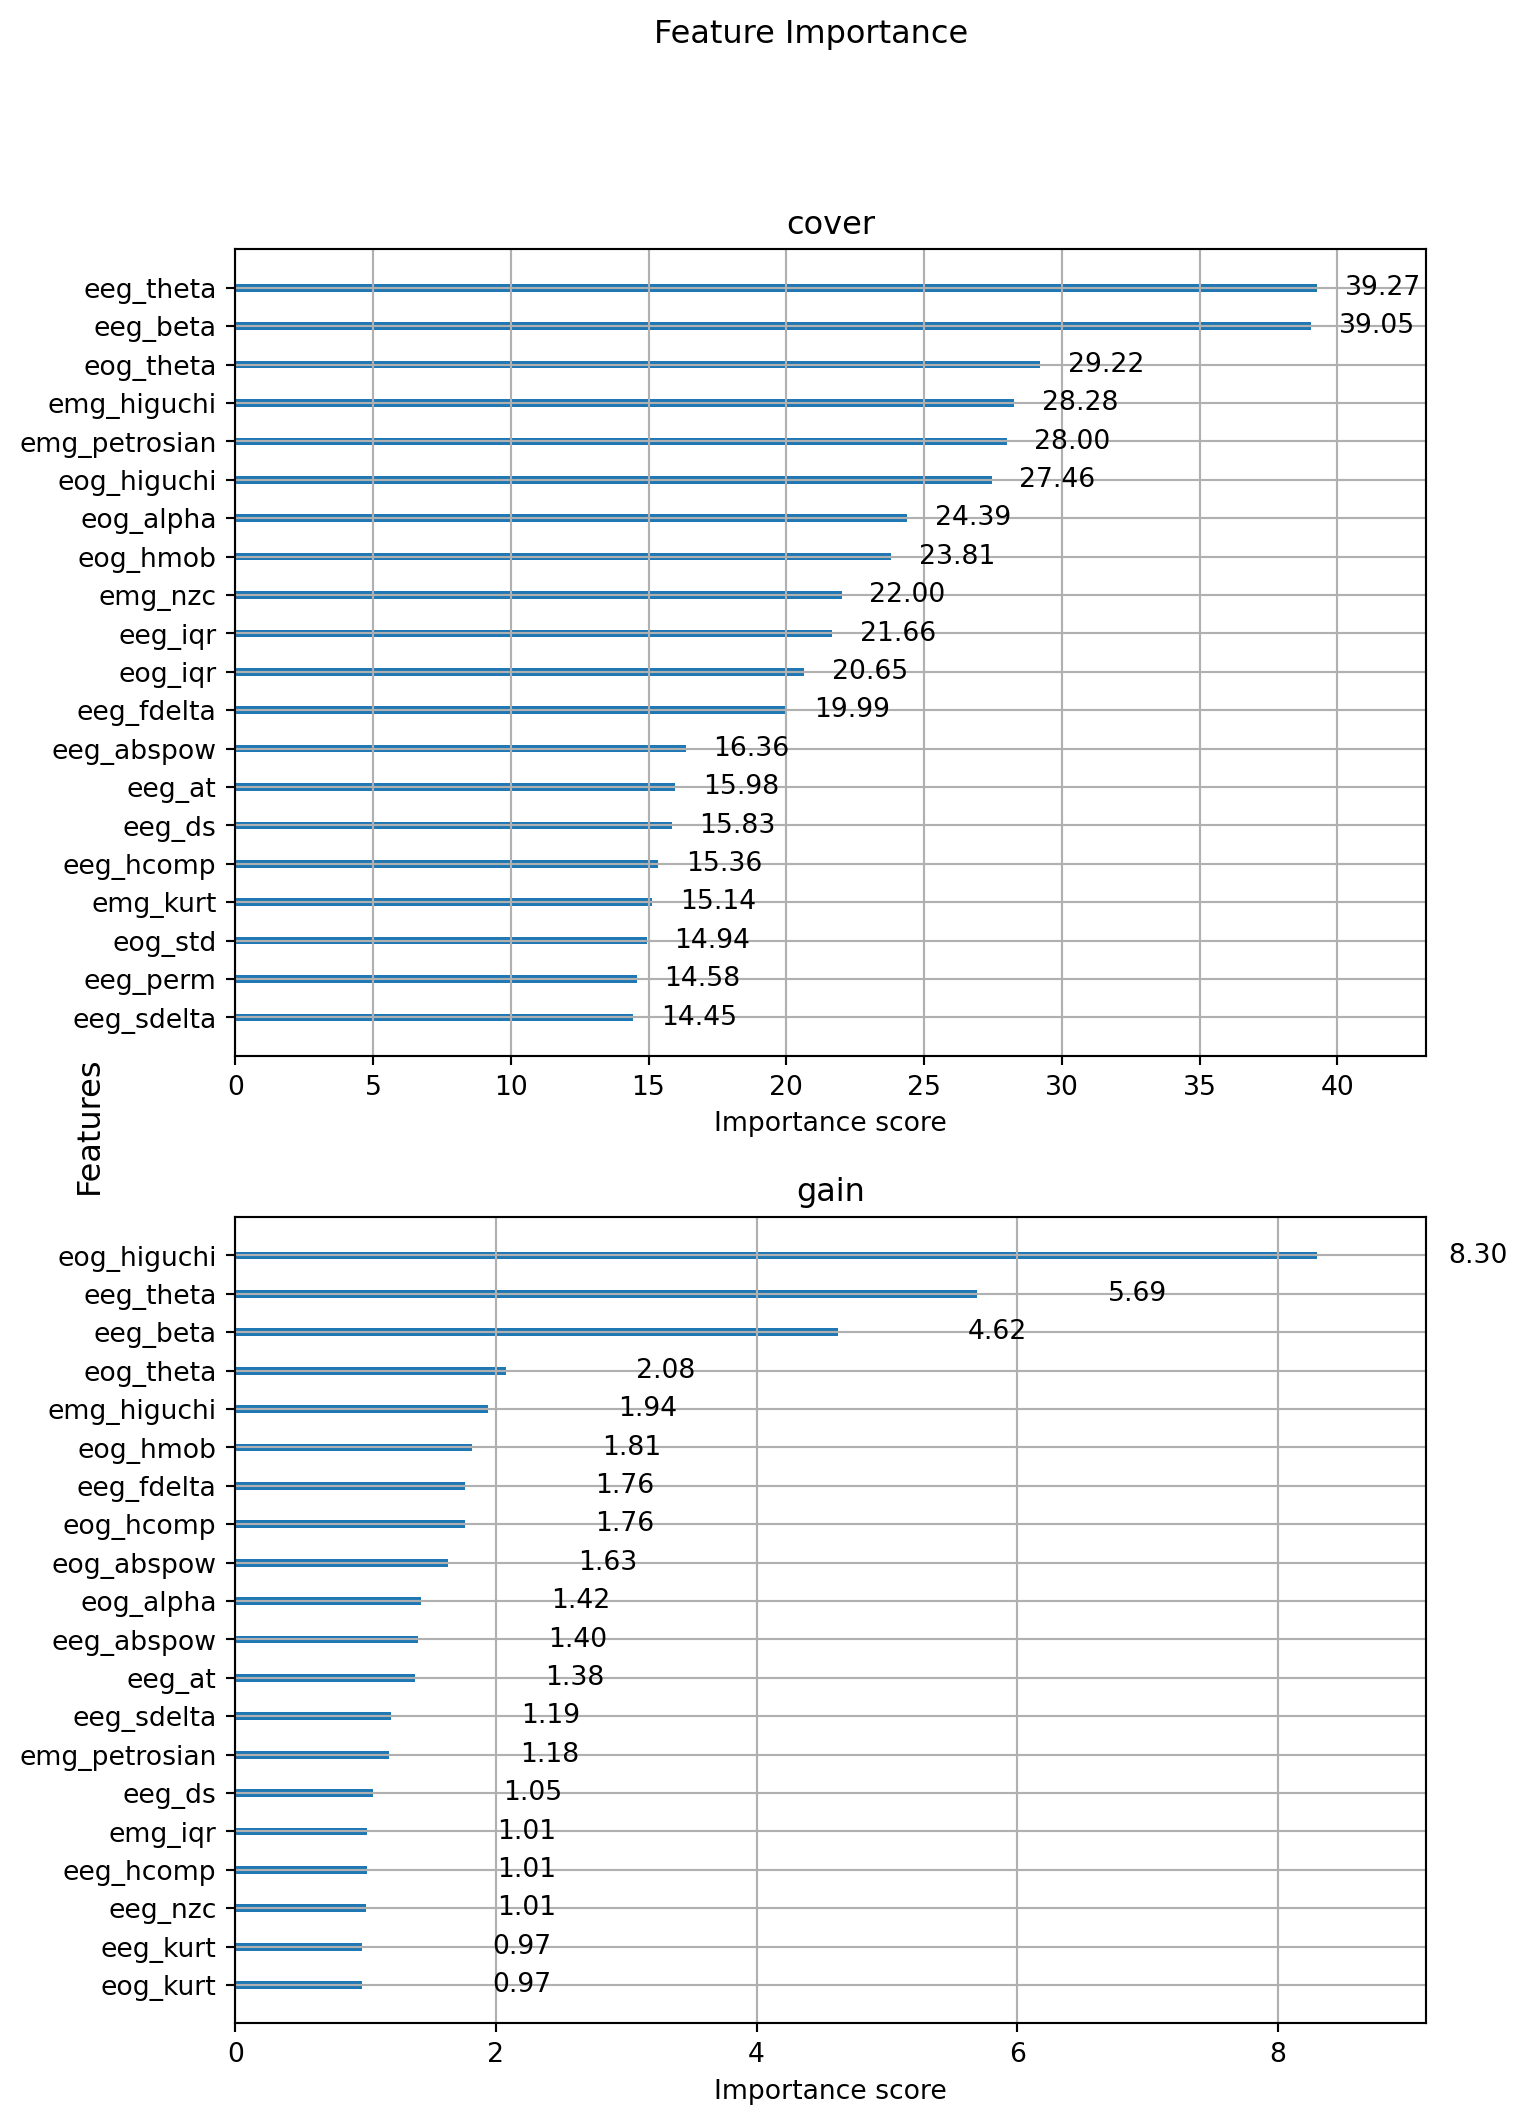 Feature Importance
cover
eeg_theta 39.27
eeg_beta 39.05
eog_theta 29.22
emg_higuchi 28.28
emg_petrosian 28.00
eog_higuchi 27.46
eog_alpha 24.39
eog_hmob 23.81
emg_nzc 22.00
eeg_iqr 21.66
eog_iqr 20.65
eeg_fdelta 19.99
eeg_abspow 16.36
eeg_at 15.98
eeg_ds 15.83
eeg_hcomp 15.36
emg_kurt 15.14
eog_std 14.94
eeg_perm 14.58
eeg_sdelta 14.45
0 5 10 15 20 25 30 35 40
Importance score
Features
gain
eog_higuchi 8.30
eeg_theta 5.69
eeg_beta 4.62
eog_theta 2.08
emg_higuchi 1.94
eog_hmob 1.81
eeg_fdelta 1.76
eog_hcomp 1.76
eog_abspow 1.63
eog_alpha 1.42
eeg_abspow 1.40
eeg_at 1.38
eeg_sdelta 1.19
emg_petrosian 1.18
eeg_ds 1.05
emg_iqr 1.01
eeg_hcomp 1.01
eeg_nzc 1.01
eeg_kurt 0.97
eog_kurt 0.97
0 2 4 6 8
Importance score